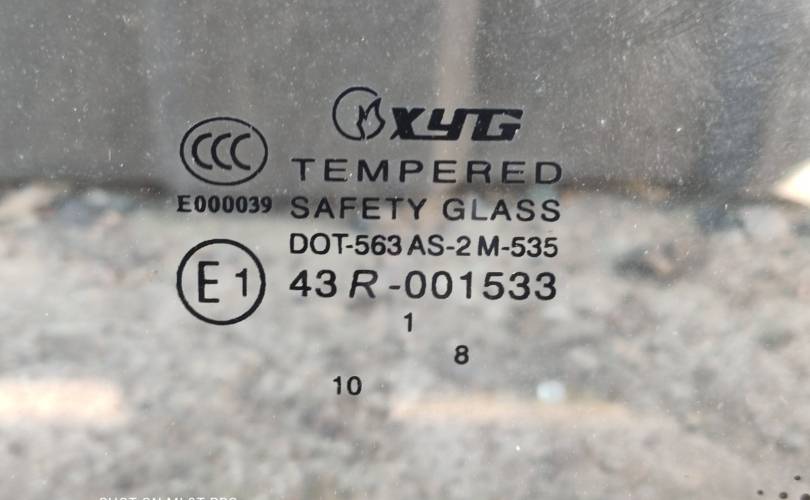 XYG
CCC
TEMPERED
E000039
SAFETY GLASS
DOT-563 AS-2 M-535
E1
43 R -001533
1
8
10